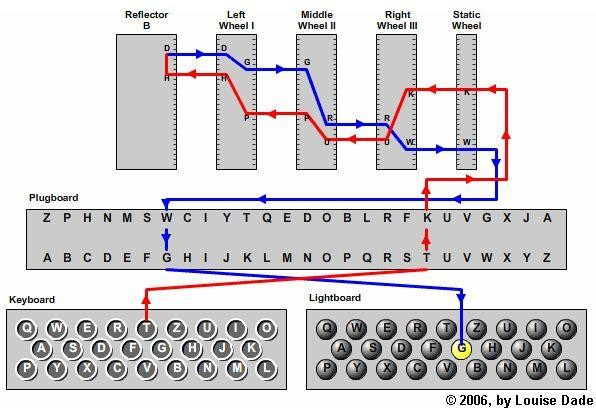 Reflector B
Left Wheel I
Middle Wheel II
Right Wheel III
Static Wheel
D D
G G
H H
K K
P P R R
U U W W
Plugboard
Z P H N M S W C I Y T Q E D O B L R F K U V G X J A
A B C D E F G H I J K L M N O P Q R S T U V W X Y Z
Keyboard
Q W E R T Z U I O
A S D F G H J K
P Y X C V B N M L
Lightboard
Q W E R T Z U I O
A S D F G H J K
P Y X C V B N M L
© 2006, by Louise Dade